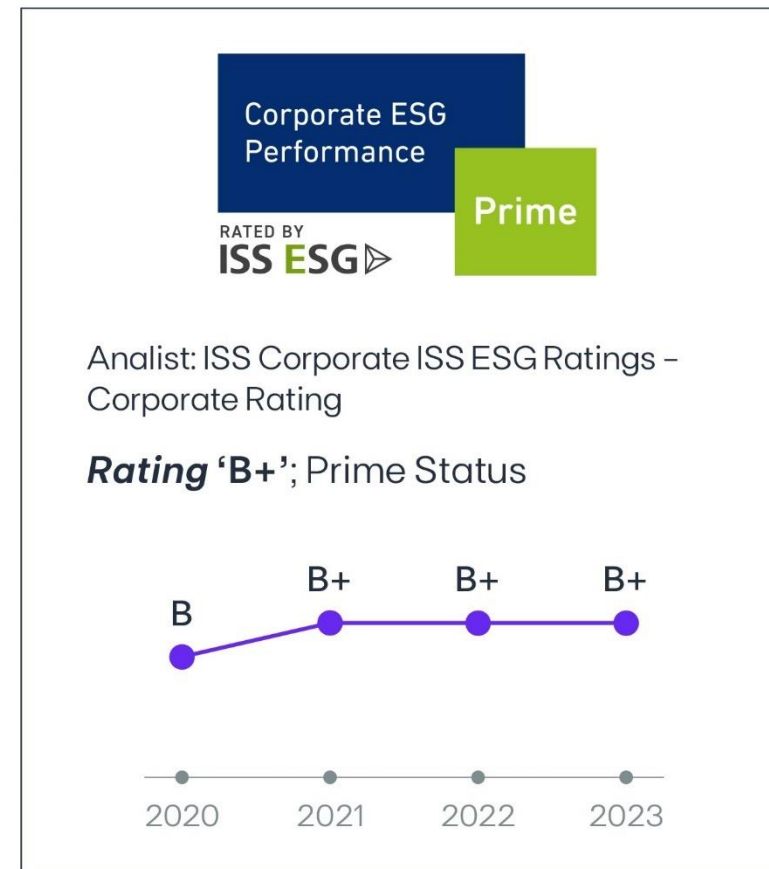 Corporate ESG
Performance
Prime
RATED BY
ISS ESG
Analist: ISS Corporate ISS ESG Ratings –
Corporate Rating
Rating ‘B+’; Prime Status
B
B+
B+
B+
2020
2021
2022
2023